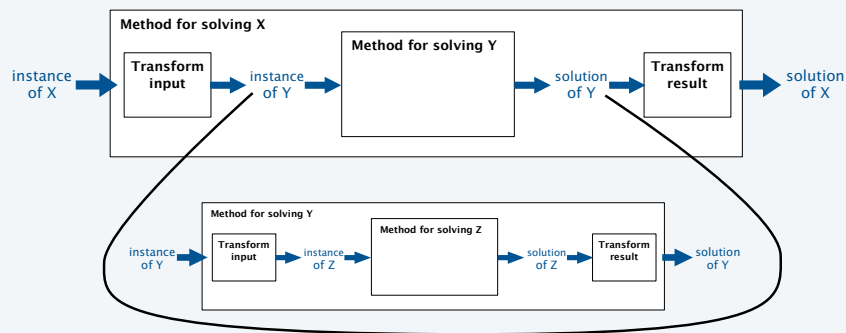 Method for solving X
instance
of X
Transform
input
instance
of Y
Method for solving Y
solution
of Y
Transform
result
solution
of X
Method for solving Y
instance
of Y
Transform
input
instance
of Z
Method for solving Z
solution
of Z
Transform
result
solution
of Y